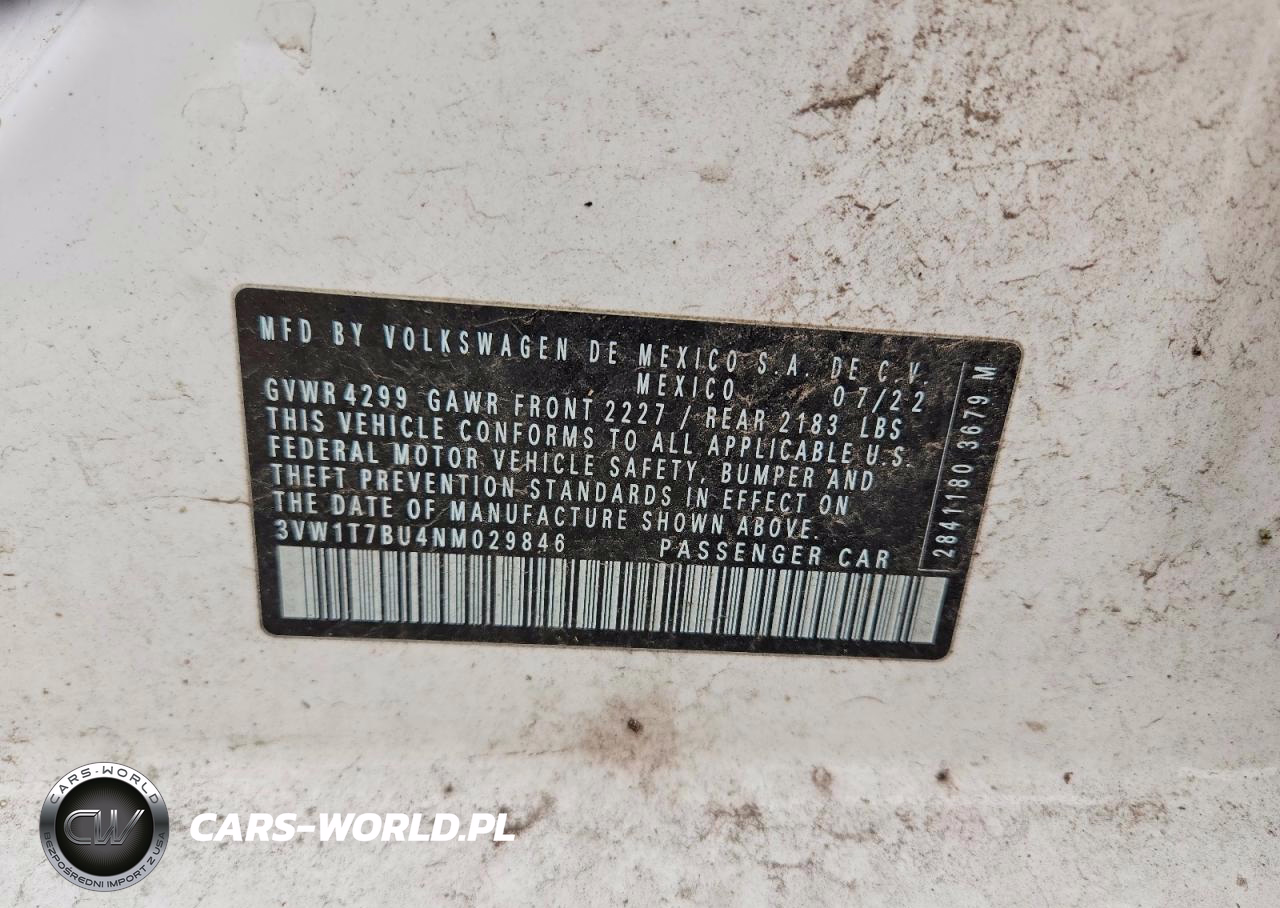 MFD BY VOLKSWAGEN DE MEXICO S.A. DE C.V.
MEXICO 07/22
GVWR 4299 GAWR FRONT 2227 / REAR 2183 LBS
THIS VEHICLE CONFORMS TO ALL APPLICABLE U.S.
FEDERAL MOTOR VEHICLE SAFETY, BUMPER AND
THEFT PREVENTION STANDARDS IN EFFECT ON
THE DATE OF MANUFACTURE SHOWN ABOVE.
3VW1T7BU4NM029846 PASSENGER CAR
2841180 3679 M
CARS-WORLD
CW
BEZPOŚREDNI IMPORT Z USA
CARS-WORLD.PL